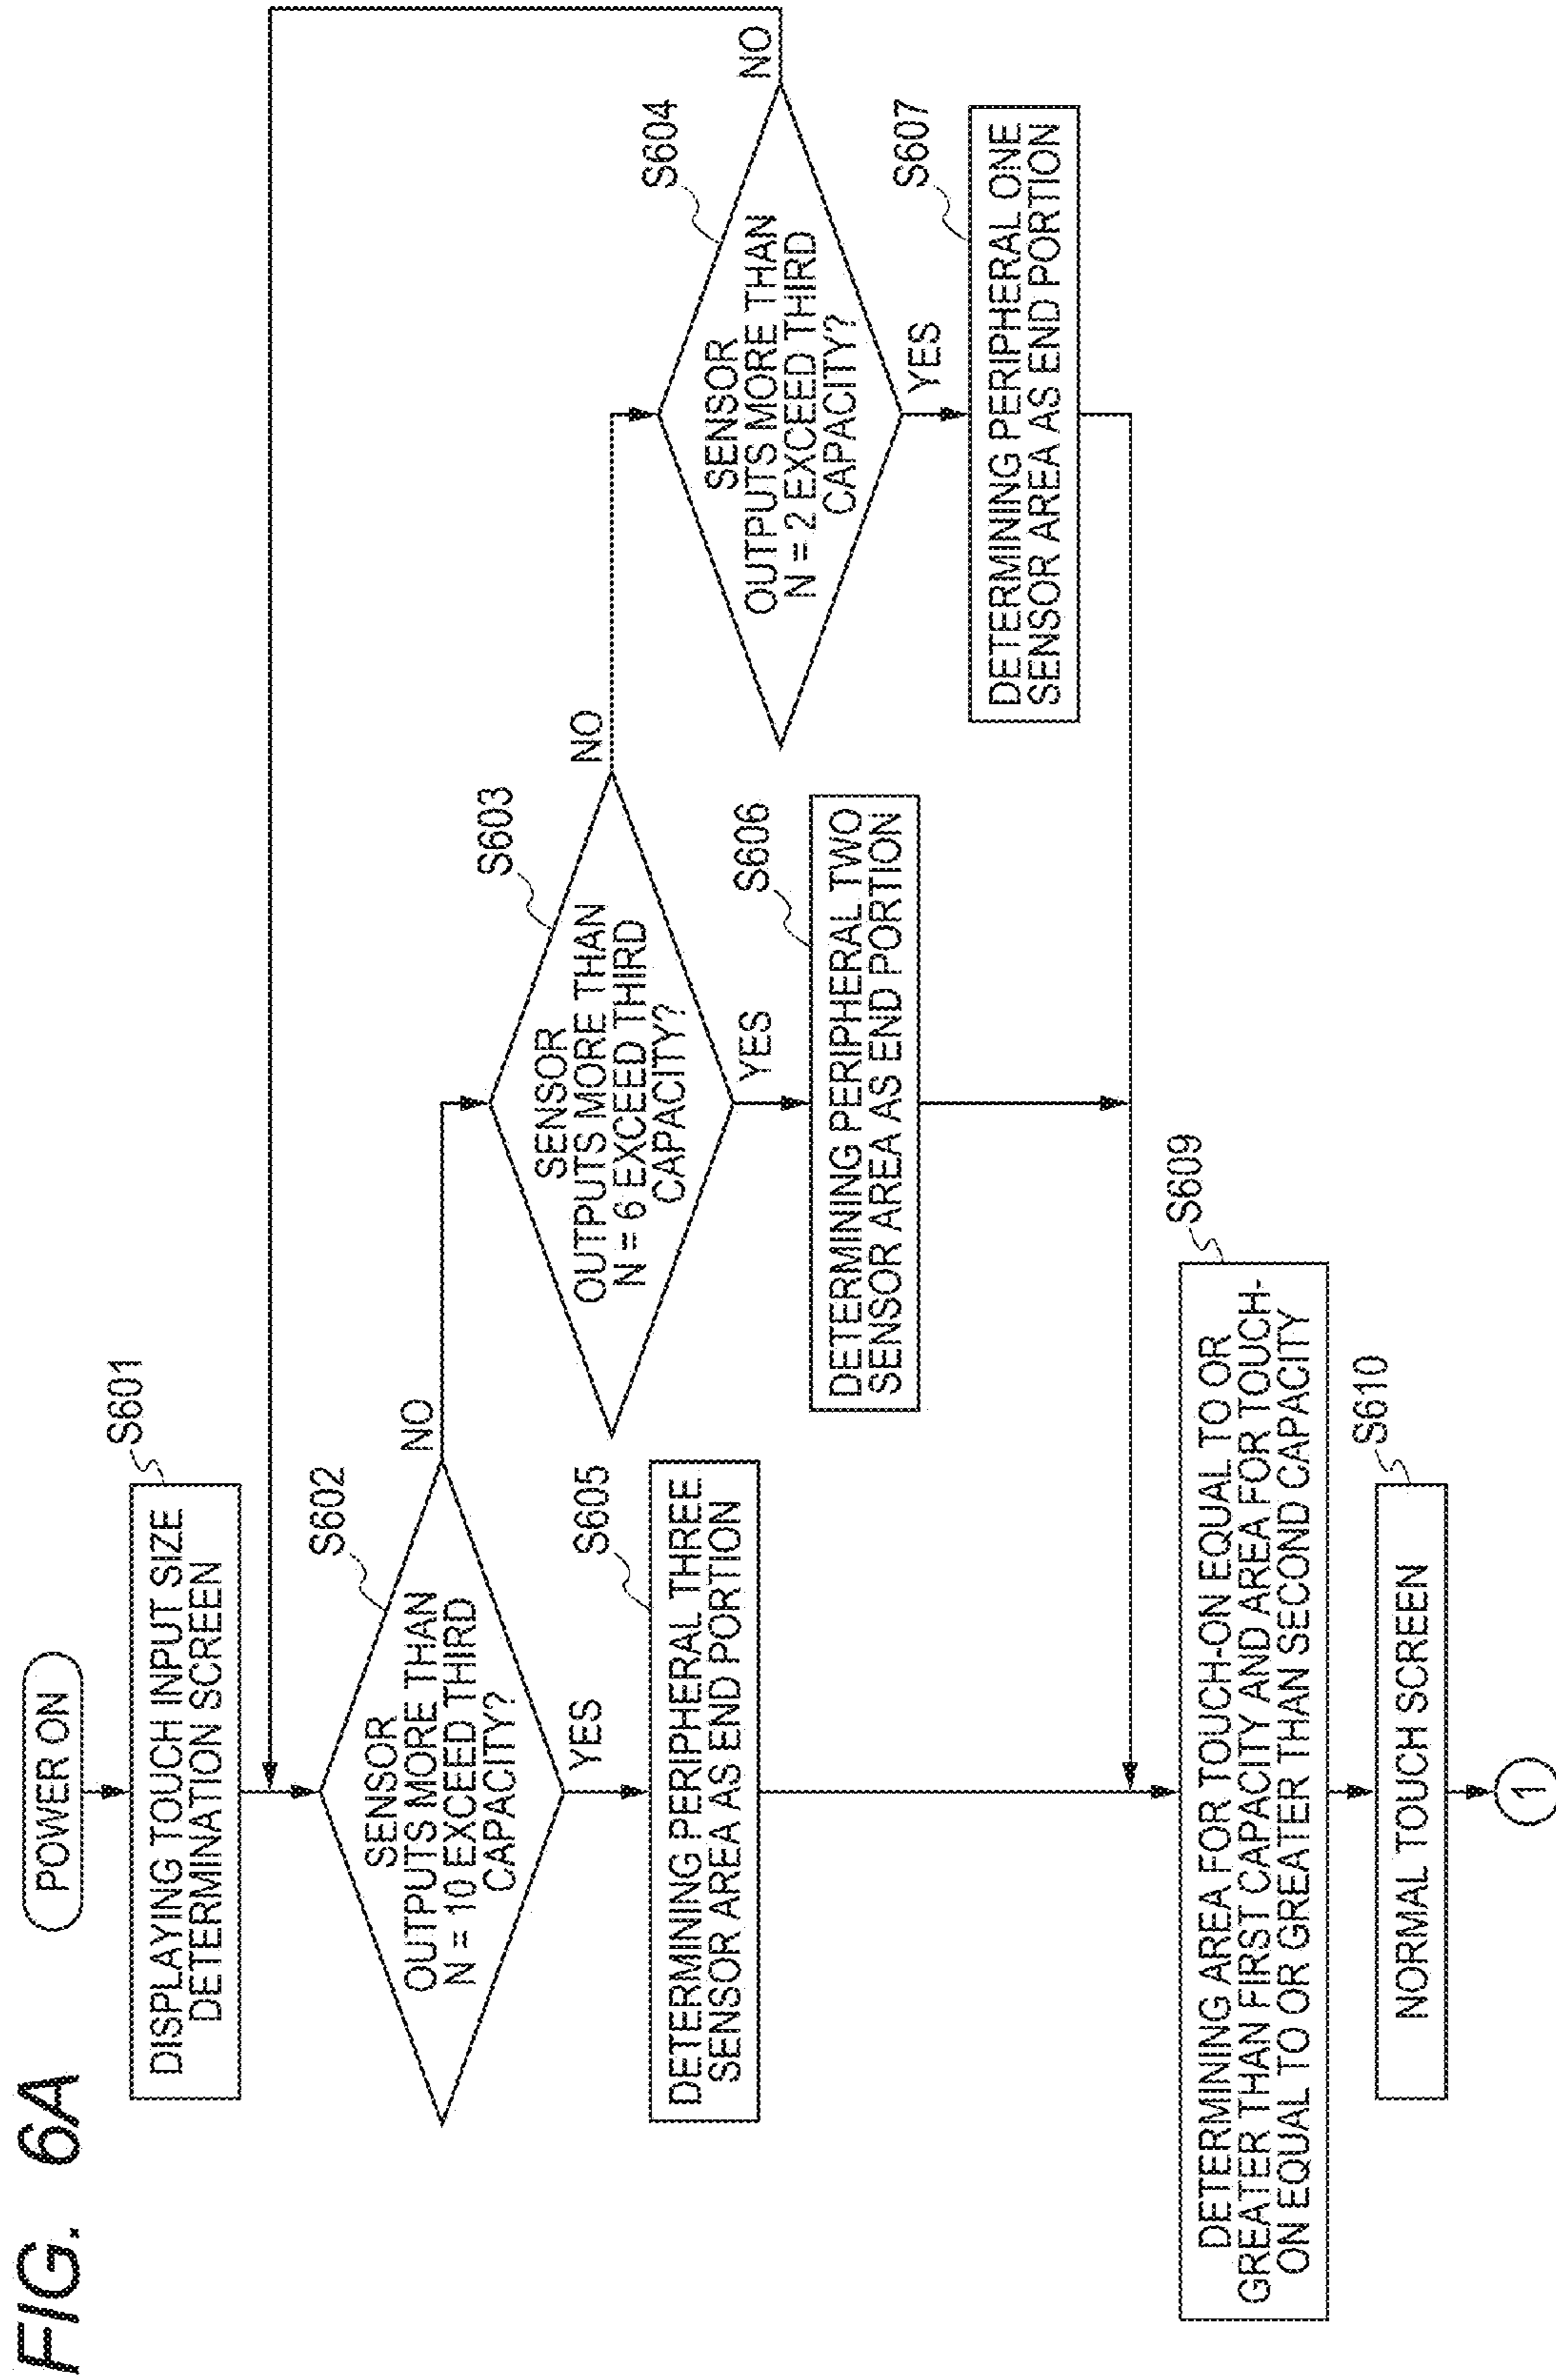 FIG. 6A
POWER ON
S601
DISPLAYING TOUCH INPUT SIZE
DETERMINATION SCREEN
S602
SENSOR
OUTPUTS MORE THAN
N = 10 EXCEED THIRD
CAPACITY?
NO
YES
S603
SENSOR
OUTPUTS MORE THAN
N = 6 EXCEED THIRD
CAPACITY?
NO
YES
S604
SENSOR
OUTPUTS MORE THAN
N = 2 EXCEED THIRD
CAPACITY?
NO
YES
S605
DETERMINING PERIPHERAL THREE
SENSOR AREA AS END PORTION
S606
DETERMINING PERIPHERAL TWO
SENSOR AREA AS END PORTION
S607
DETERMINING PERIPHERAL ONE
SENSOR AREA AS END PORTION
S609
DETERMINING AREA FOR TOUCH-ON EQUAL TO OR
GREATER THAN FIRST CAPACITY AND AREA FOR TOUCH-
ON EQUAL TO OR GREATER THAN SECOND CAPACITY
S610
NORMAL TOUCH SCREEN
1